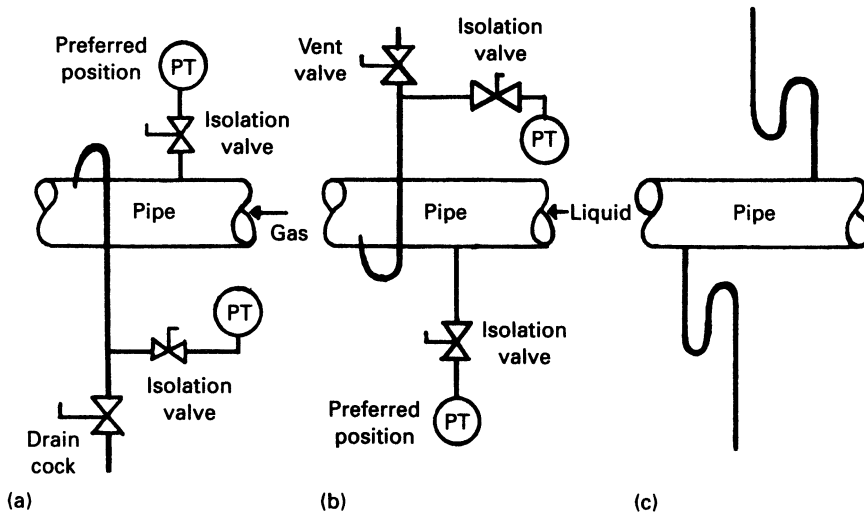 Preferred
position
PT
Isolation
valve
Pipe
Gas
PT
Isolation
valve
Drain
cock
(a)
Vent
valve
Isolation
valve
PT
Pipe
Liquid
Isolation
valve
Preferred
position
PT
(b)
Pipe
(c)